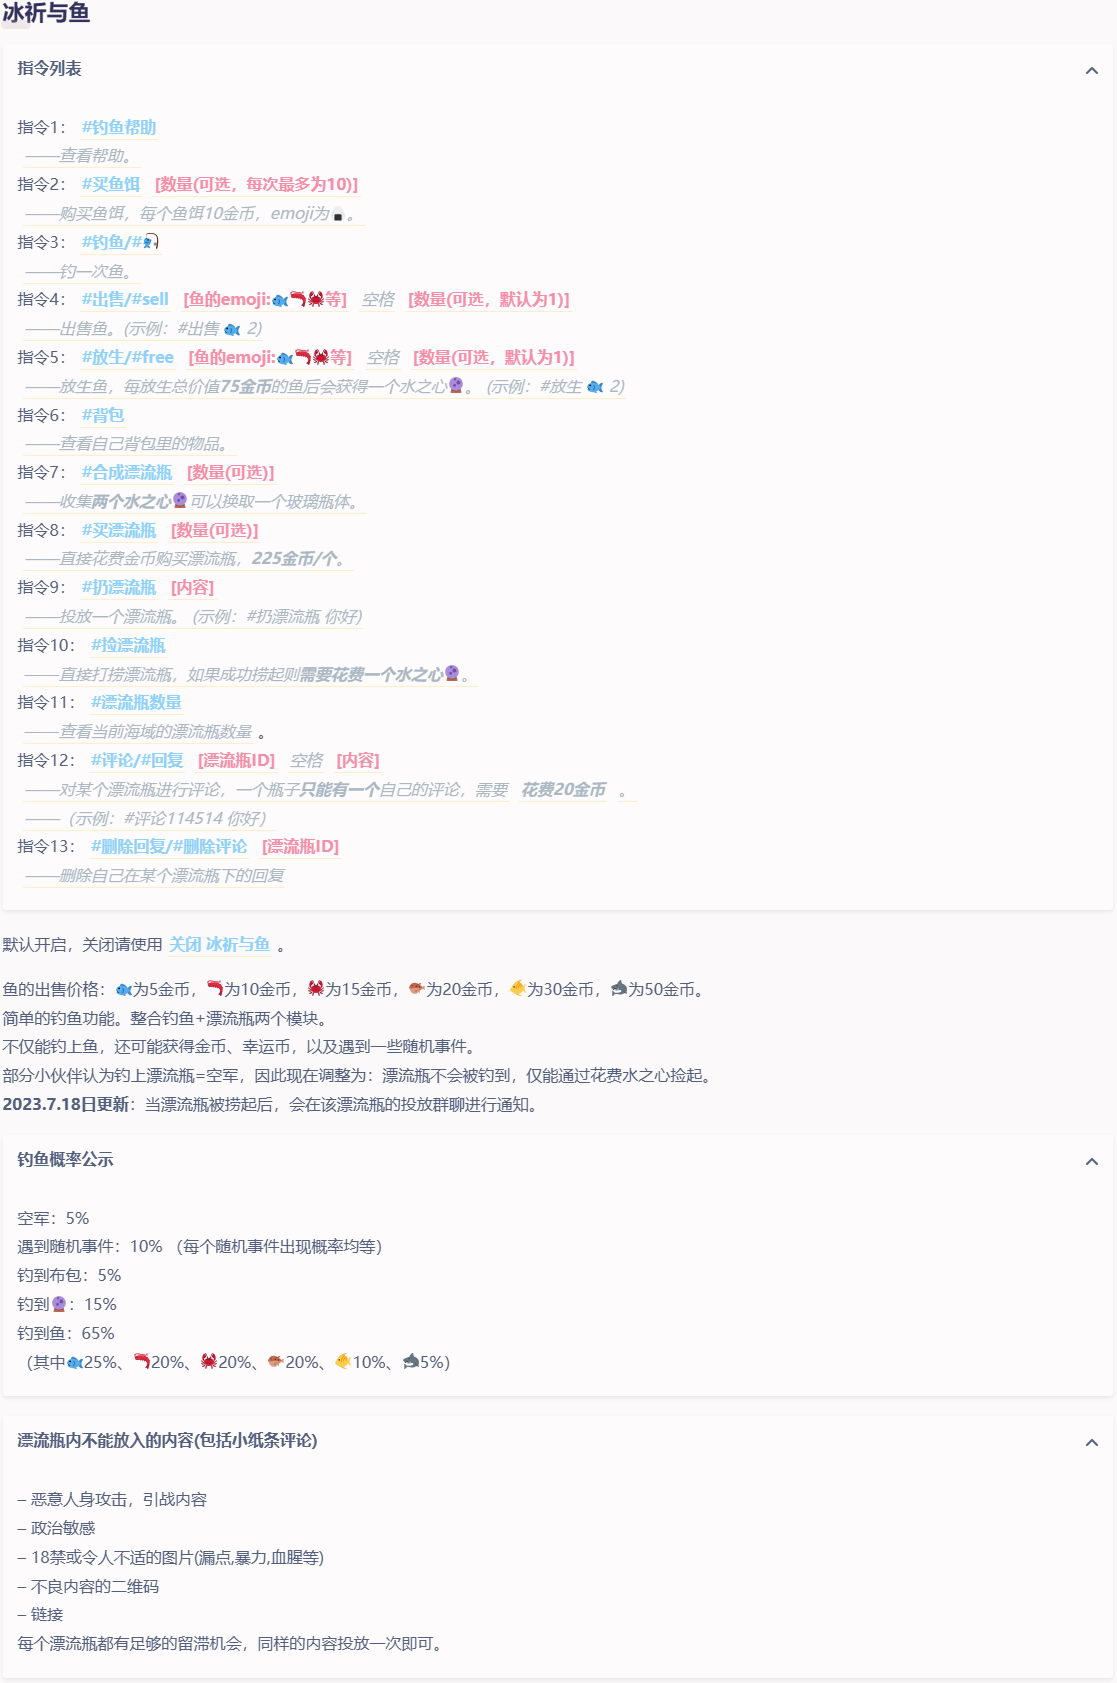 冰祈与鱼
指令列表
指令1： #钓鱼帮助
——查看帮助。
指令2： #买鱼饵 [数量(可选，每次最多为10)]
——购买鱼饵，每个鱼饵10金币，emoji为🍙。
指令3： #钓鱼/#🎣
——钓一次鱼。
指令4： #出售/#sell [鱼的emoji:🐟🦐🦀等] 空格 [数量(可选，默认为1)]
——出售鱼。(示例：#出售 🐟 2)
指令5： #放生/#free [鱼的emoji:🐟🦐🦀等] 空格 [数量(可选，默认为1)]
——放生鱼，每放生总价值75金币的鱼后会获得一个水之心🔮。 (示例：#放生 🐟 2)
指令6： #背包
——查看自己背包里的物品。
指令7： #合成漂流瓶 [数量(可选)]
——收集两个水之心🔮可以换取一个玻璃瓶体。
指令8： #买漂流瓶 [数量(可选)]
——直接花费金币购买漂流瓶，225金币/个。
指令9： #扔漂流瓶 [内容]
——投放一个漂流瓶。 (示例：#扔漂流瓶 你好)
指令10： #捡漂流瓶
——直接打捞漂流瓶，如果成功捞起则需要花费一个水之心🔮。
指令11： #漂流瓶数量
——查看当前海域的漂流瓶数量 。
指令12： #评论/#回复 [漂流瓶ID] 空格 [内容]
——对某个漂流瓶进行评论，一个瓶子只能有一个自己的评论，需要 花费20金币 。
——（示例：#评论114514 你好）
指令13： #删除回复/#删除评论 [漂流瓶ID]
——删除自己在某个漂流瓶下的回复
默认开启，关闭请使用 关闭 冰祈与鱼 。
鱼的出售价格：🐟为5金币，🦐为10金币，🦀为15金币，🐡为20金币，🐠为30金币，🦈为50金币。
简单的钓鱼功能。整合钓鱼+漂流瓶两个模块。
不仅能钓上鱼，还可能获得金币、幸运币，以及遇到一些随机事件。
部分小伙伴认为钓上漂流瓶=空军，因此现在调整为：漂流瓶不会被钓到，仅能通过花费水之心捡起。
2023.7.18日更新：当漂流瓶被捞起后，会在该漂流瓶的投放群聊进行通知。
钓鱼概率公示
空军：5%
遇到随机事件：10% （每个随机事件出现概率均等）
钓到布包：5%
钓到🔮：15%
钓到鱼：65%
（其中🐟25%、🦐20%、🦀20%、🐡20%、🐠10%、🦈5%）
漂流瓶内不能放入的内容(包括小纸条评论)
– 恶意人身攻击，引战内容
– 政治敏感
– 18禁或令人不适的图片(漏点,暴力,血腥等)
– 不良内容的二维码
– 链接
每个漂流瓶都有足够的留滞机会，同样的内容投放一次即可。